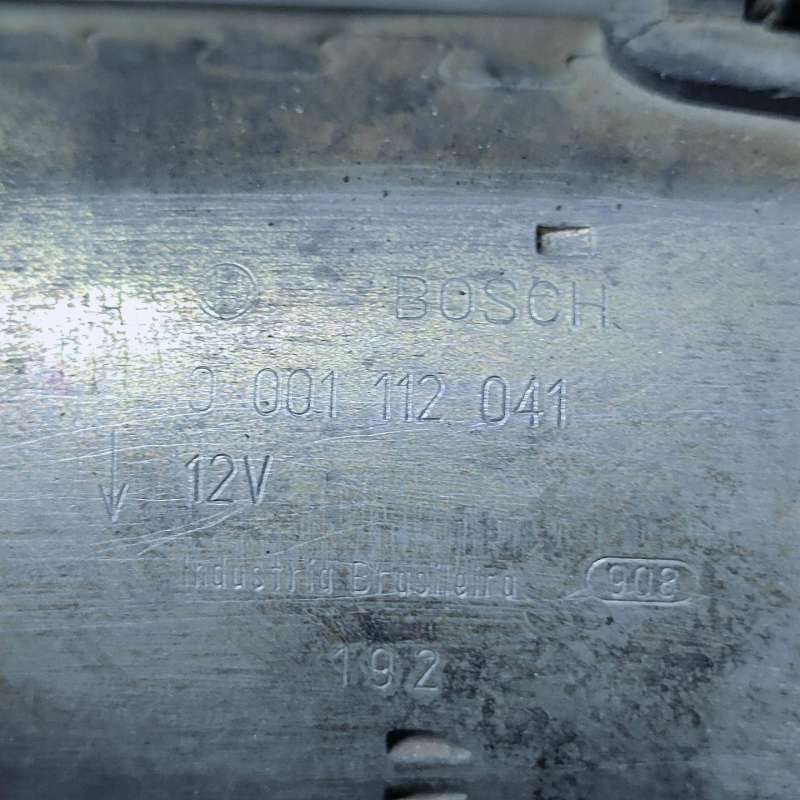 BOSCH
0 001 112 041
12V
Industria Brasileira 908
192